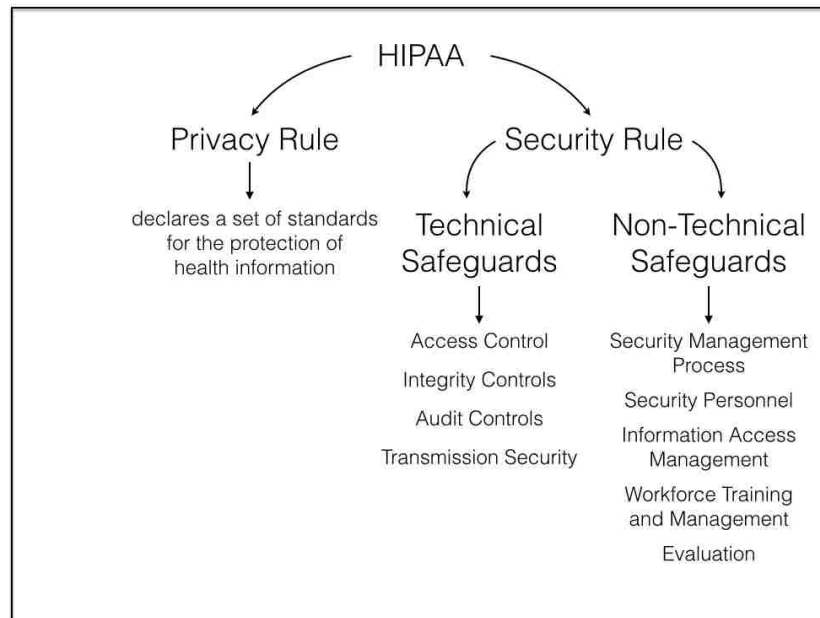 HIPAA
Privacy Rule
declares a set of standards
for the protection of
health information
Security Rule
Technical
Safeguards
Access Control
Integrity Controls
Audit Controls
Transmission Security
Non-Technical
Safeguards
Security Management
Process
Security Personnel
Information Access
Management
Workforce Training
and Management
Evaluation